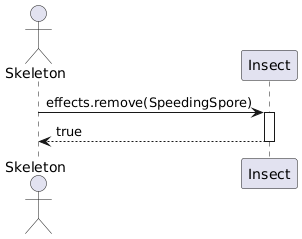 Skeleton
Insect
effects.remove(SpeedingSpore)
true
Skeleton
Insect